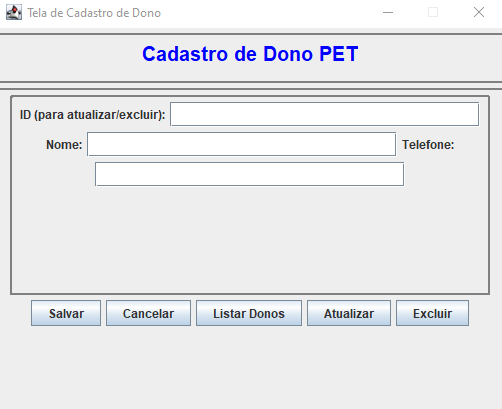 Tela de Cadastro de Dono
Cadastro de Dono PET
ID (para atualizar/excluir):
Nome: Telefone:
Salvar Cancelar Listar Donos Atualizar Excluir